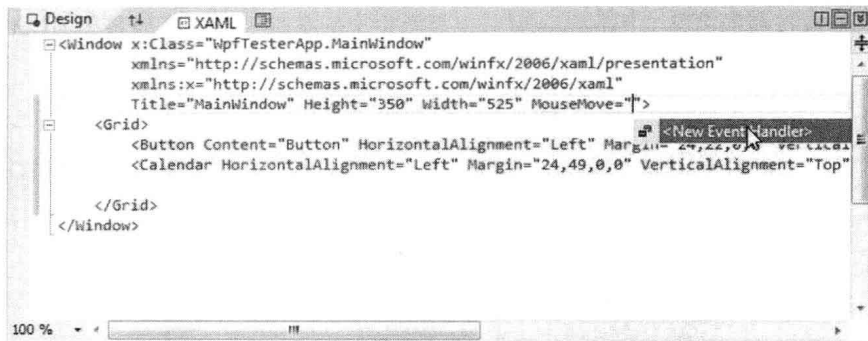 Design XAML
<Window x:Class="WpfTesterApp.MainWindow"
xmlns="http://schemas.microsoft.com/winfx/2006/xaml/presentation"
xmlns:x="http://schemas.microsoft.com/winfx/2006/xaml"
Title="MainWindow" Height="350" Width="525" MouseMove="">
<Grid>
<New Event Handler>
<Button Content="Button" HorizontalAlignment="Left"
<Calendar HorizontalAlignment="Left" Margin="24,49,0,0" VerticalAlignment="Top"
</Grid>
</Window>
100 %